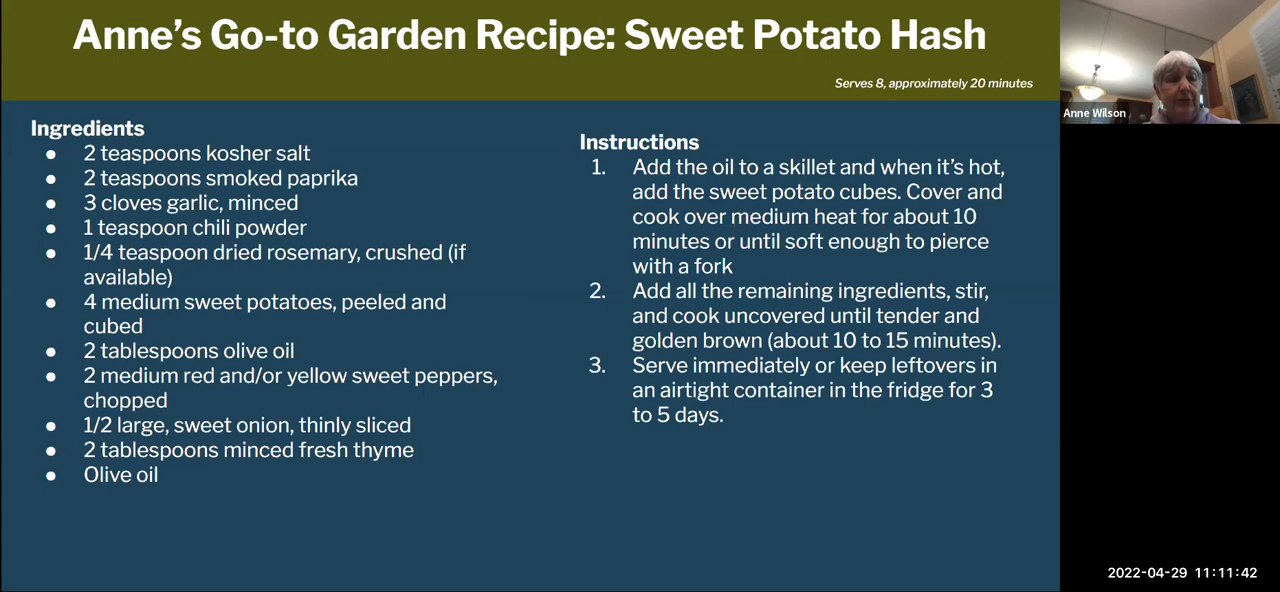 Anne’s Go-to Garden Recipe: Sweet Potato Hash
Serves 8, approximately 20 minutes
Anne Wilson
Ingredients
● 2 teaspoons kosher salt
● 2 teaspoons smoked paprika
● 3 cloves garlic, minced
● 1 teaspoon chili powder
● 1/4 teaspoon dried rosemary, crushed (if
available)
● 4 medium sweet potatoes, peeled and
cubed
● 2 tablespoons olive oil
● 2 medium red and/or yellow sweet peppers,
chopped
● 1/2 large, sweet onion, thinly sliced
● 2 tablespoons minced fresh thyme
● Olive oil
Instructions
1. Add the oil to a skillet and when it’s hot,
add the sweet potato cubes. Cover and
cook over medium heat for about 10
minutes or until soft enough to pierce
with a fork
2. Add all the remaining ingredients, stir,
and cook uncovered until tender and
golden brown (about 10 to 15 minutes).
3. Serve immediately or keep leftovers in
an airtight container in the fridge for 3
to 5 days.
2022-04-29 11:11:42